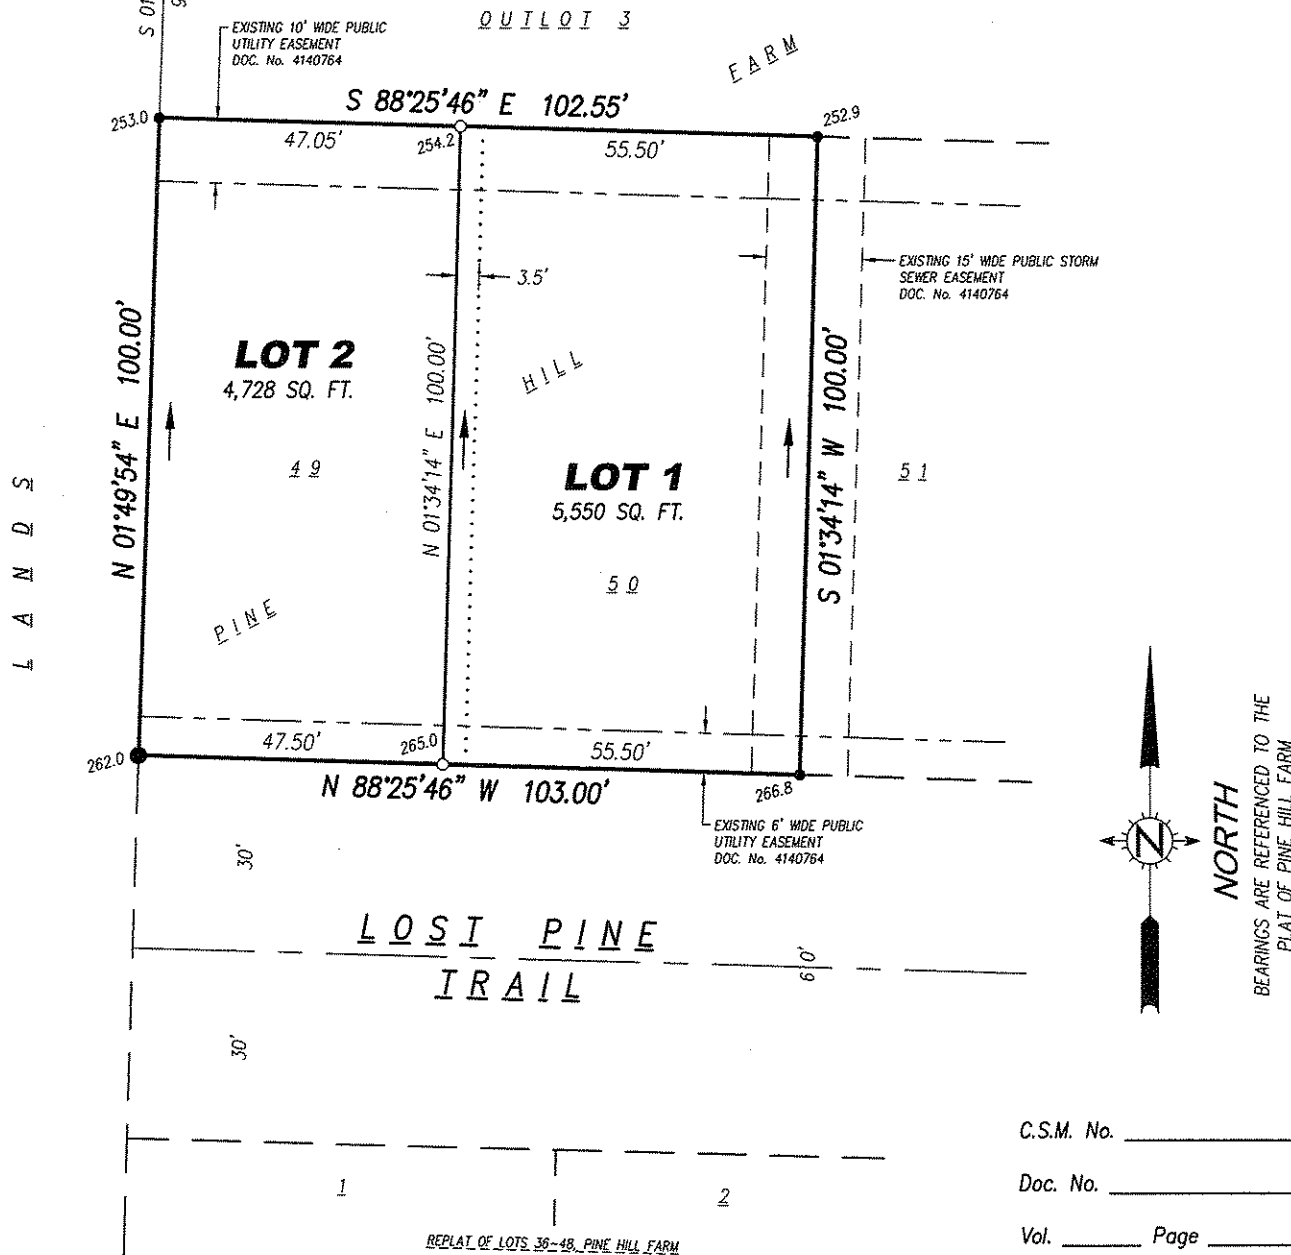 S 01
OUTLOT 3
EXISTING 10' WIDE PUBLIC
UTILITY EASEMENT
DOC. No. 4140764
FARM
S 88°25'46" E 102.55'
253.0
252.9
47.05'
254.2
55.50'
EXISTING 15' WIDE PUBLIC STORM
SEWER EASEMENT
DOC. No. 4140764
3.5'
N 01°49'54" E 100.00'
LOT 2
4,728 SQ. FT.
49
N 01°34'14" E 100.00'
HILL
LOT 1
5,550 SQ. FT.
50
S 01°34'14" W 100.00'
51
LANDS
PINE
47.50'
265.0
55.50'
262.0
N 88°25'46" W 103.00'
266.8
EXISTING 6' WIDE PUBLIC
UTILITY EASEMENT
DOC. No. 4140764
30'
LOST PINE
TRAIL
60'
30'
N
NORTH
BEARINGS ARE REFERENCED TO THE
PLAT OF PINE HILL FARM
1
2
REPLAT OF LOTS 36~48, PINE HILL FARM
C.S.M. No.
Doc. No.
Vol. Page